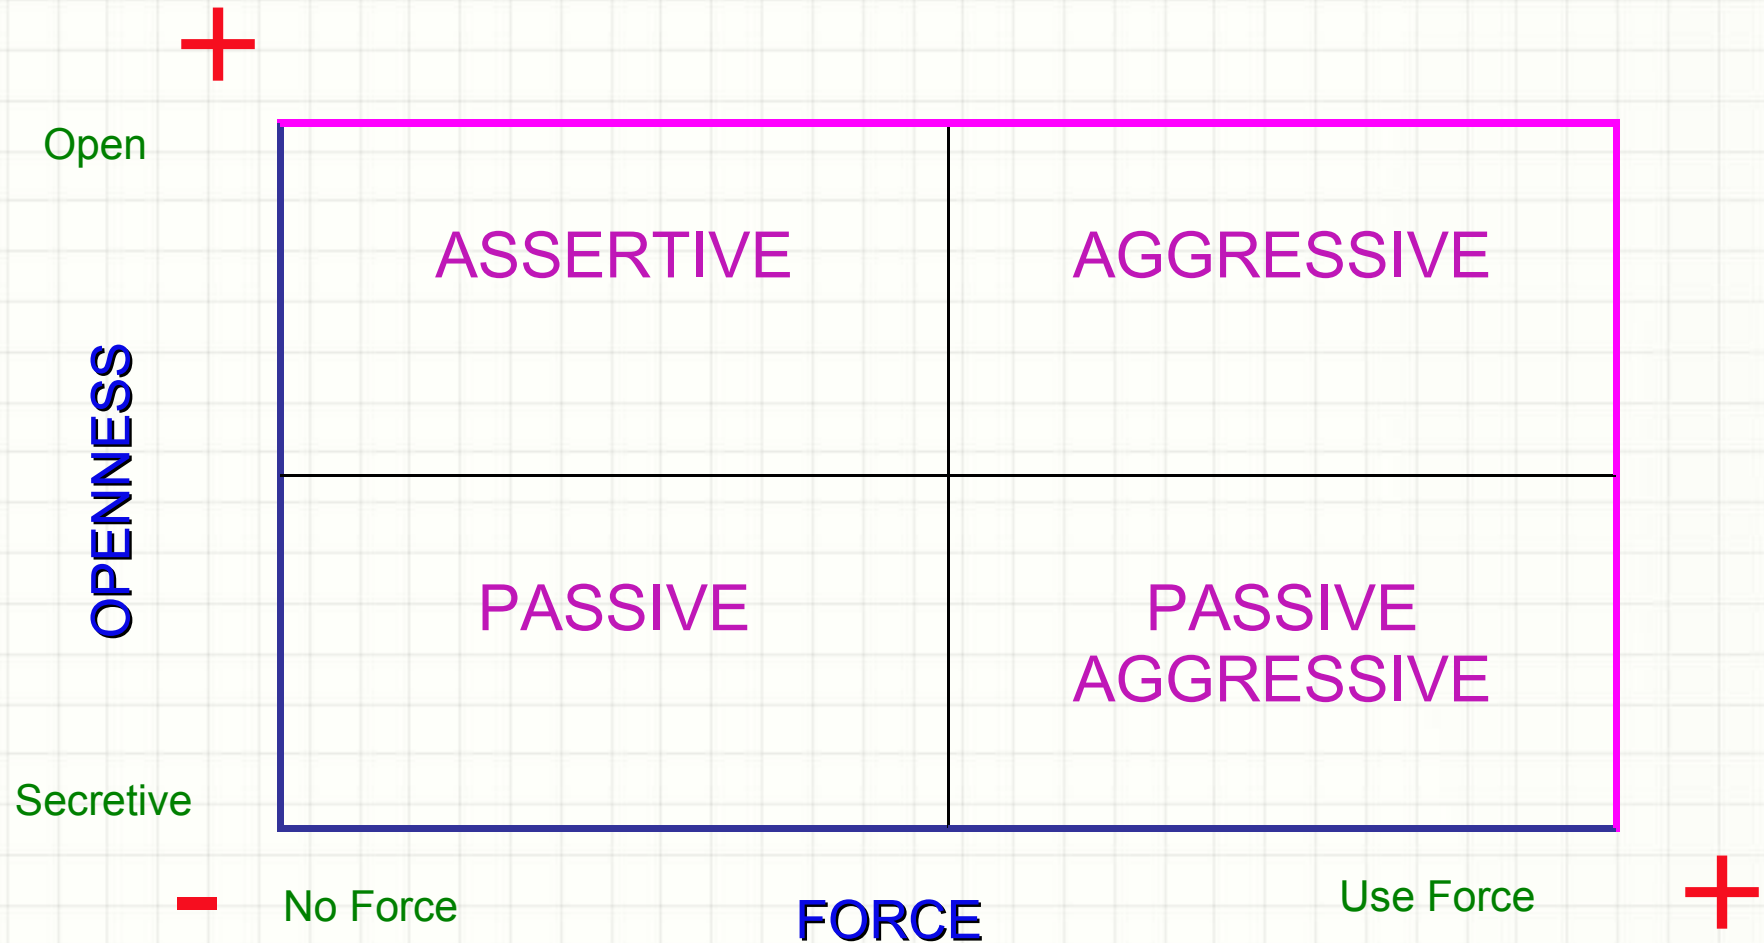 +
Open
ASSERTIVE
AGGRESSIVE
OPENNESS
PASSIVE
PASSIVE
AGGRESSIVE
Secretive
-
No Force
FORCE
Use Force
+